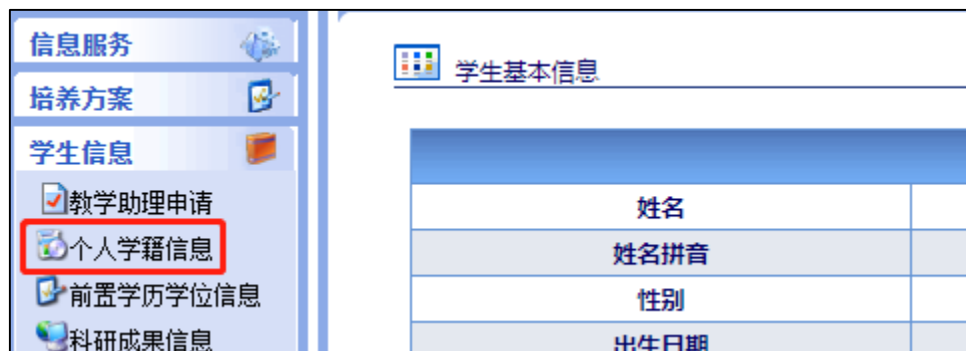 信息服务
培养方案
学生信息
教学助理申请
个人学籍信息
前置学历学位信息
科研成果信息
学生基本信息
姓名
姓名拼音
性别
出生日期